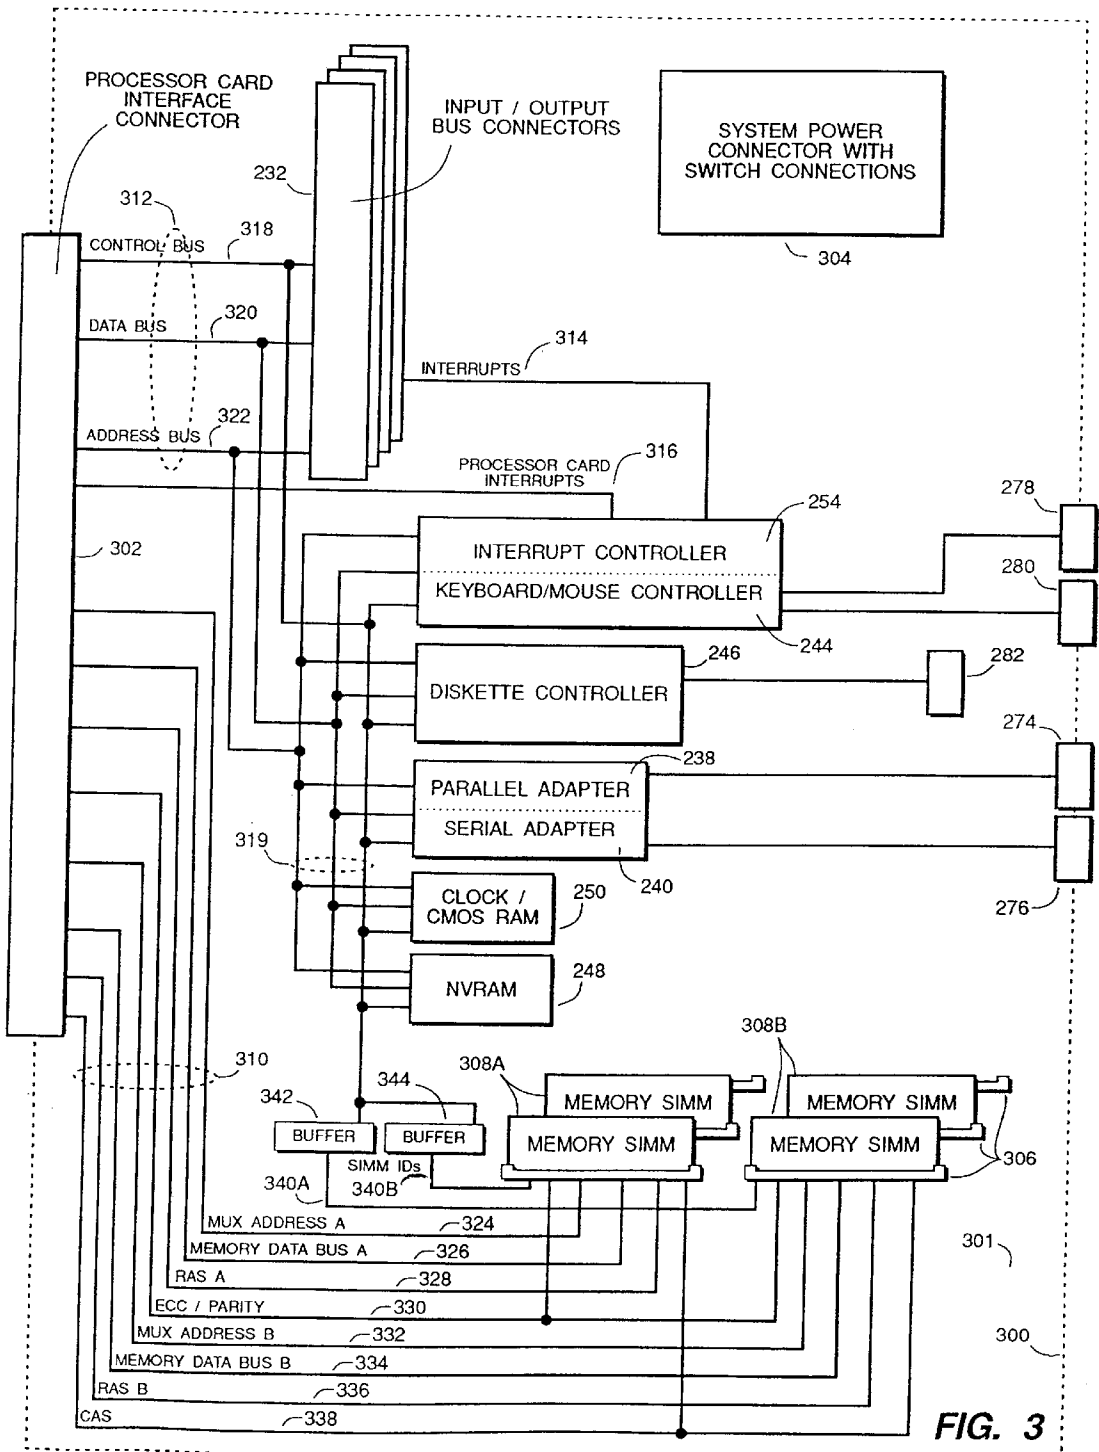 PROCESSOR CARD
INTERFACE
CONNECTOR
INPUT / OUTPUT
BUS CONNECTORS
SYSTEM POWER
CONNECTOR WITH
SWITCH CONNECTIONS
304
232
312
318
CONTROL BUS
320
DATA BUS
314
INTERRUPTS
322
ADDRESS BUS
316
PROCESSOR CARD
INTERRUPTS
302
254
278
INTERRUPT CONTROLLER
KEYBOARD/MOUSE CONTROLLER
280
244
246
282
DISKETTE CONTROLLER
274
238
PARALLEL ADAPTER
SERIAL ADAPTER
319
240
276
CLOCK /
CMOS RAM
250
NVRAM
248
310
308A
308B
342
344
MEMORY SIMM
MEMORY SIMM
BUFFER
BUFFER
MEMORY SIMM
MEMORY SIMM
306
SIMM IDs
340A
340B
MUX ADDRESS A
324
MEMORY DATA BUS A
326
301
RAS A
328
ECC / PARITY
330
MUX ADDRESS B
332
300
MEMORY DATA BUS B
334
RAS B
336
CAS
338
FIG. 3